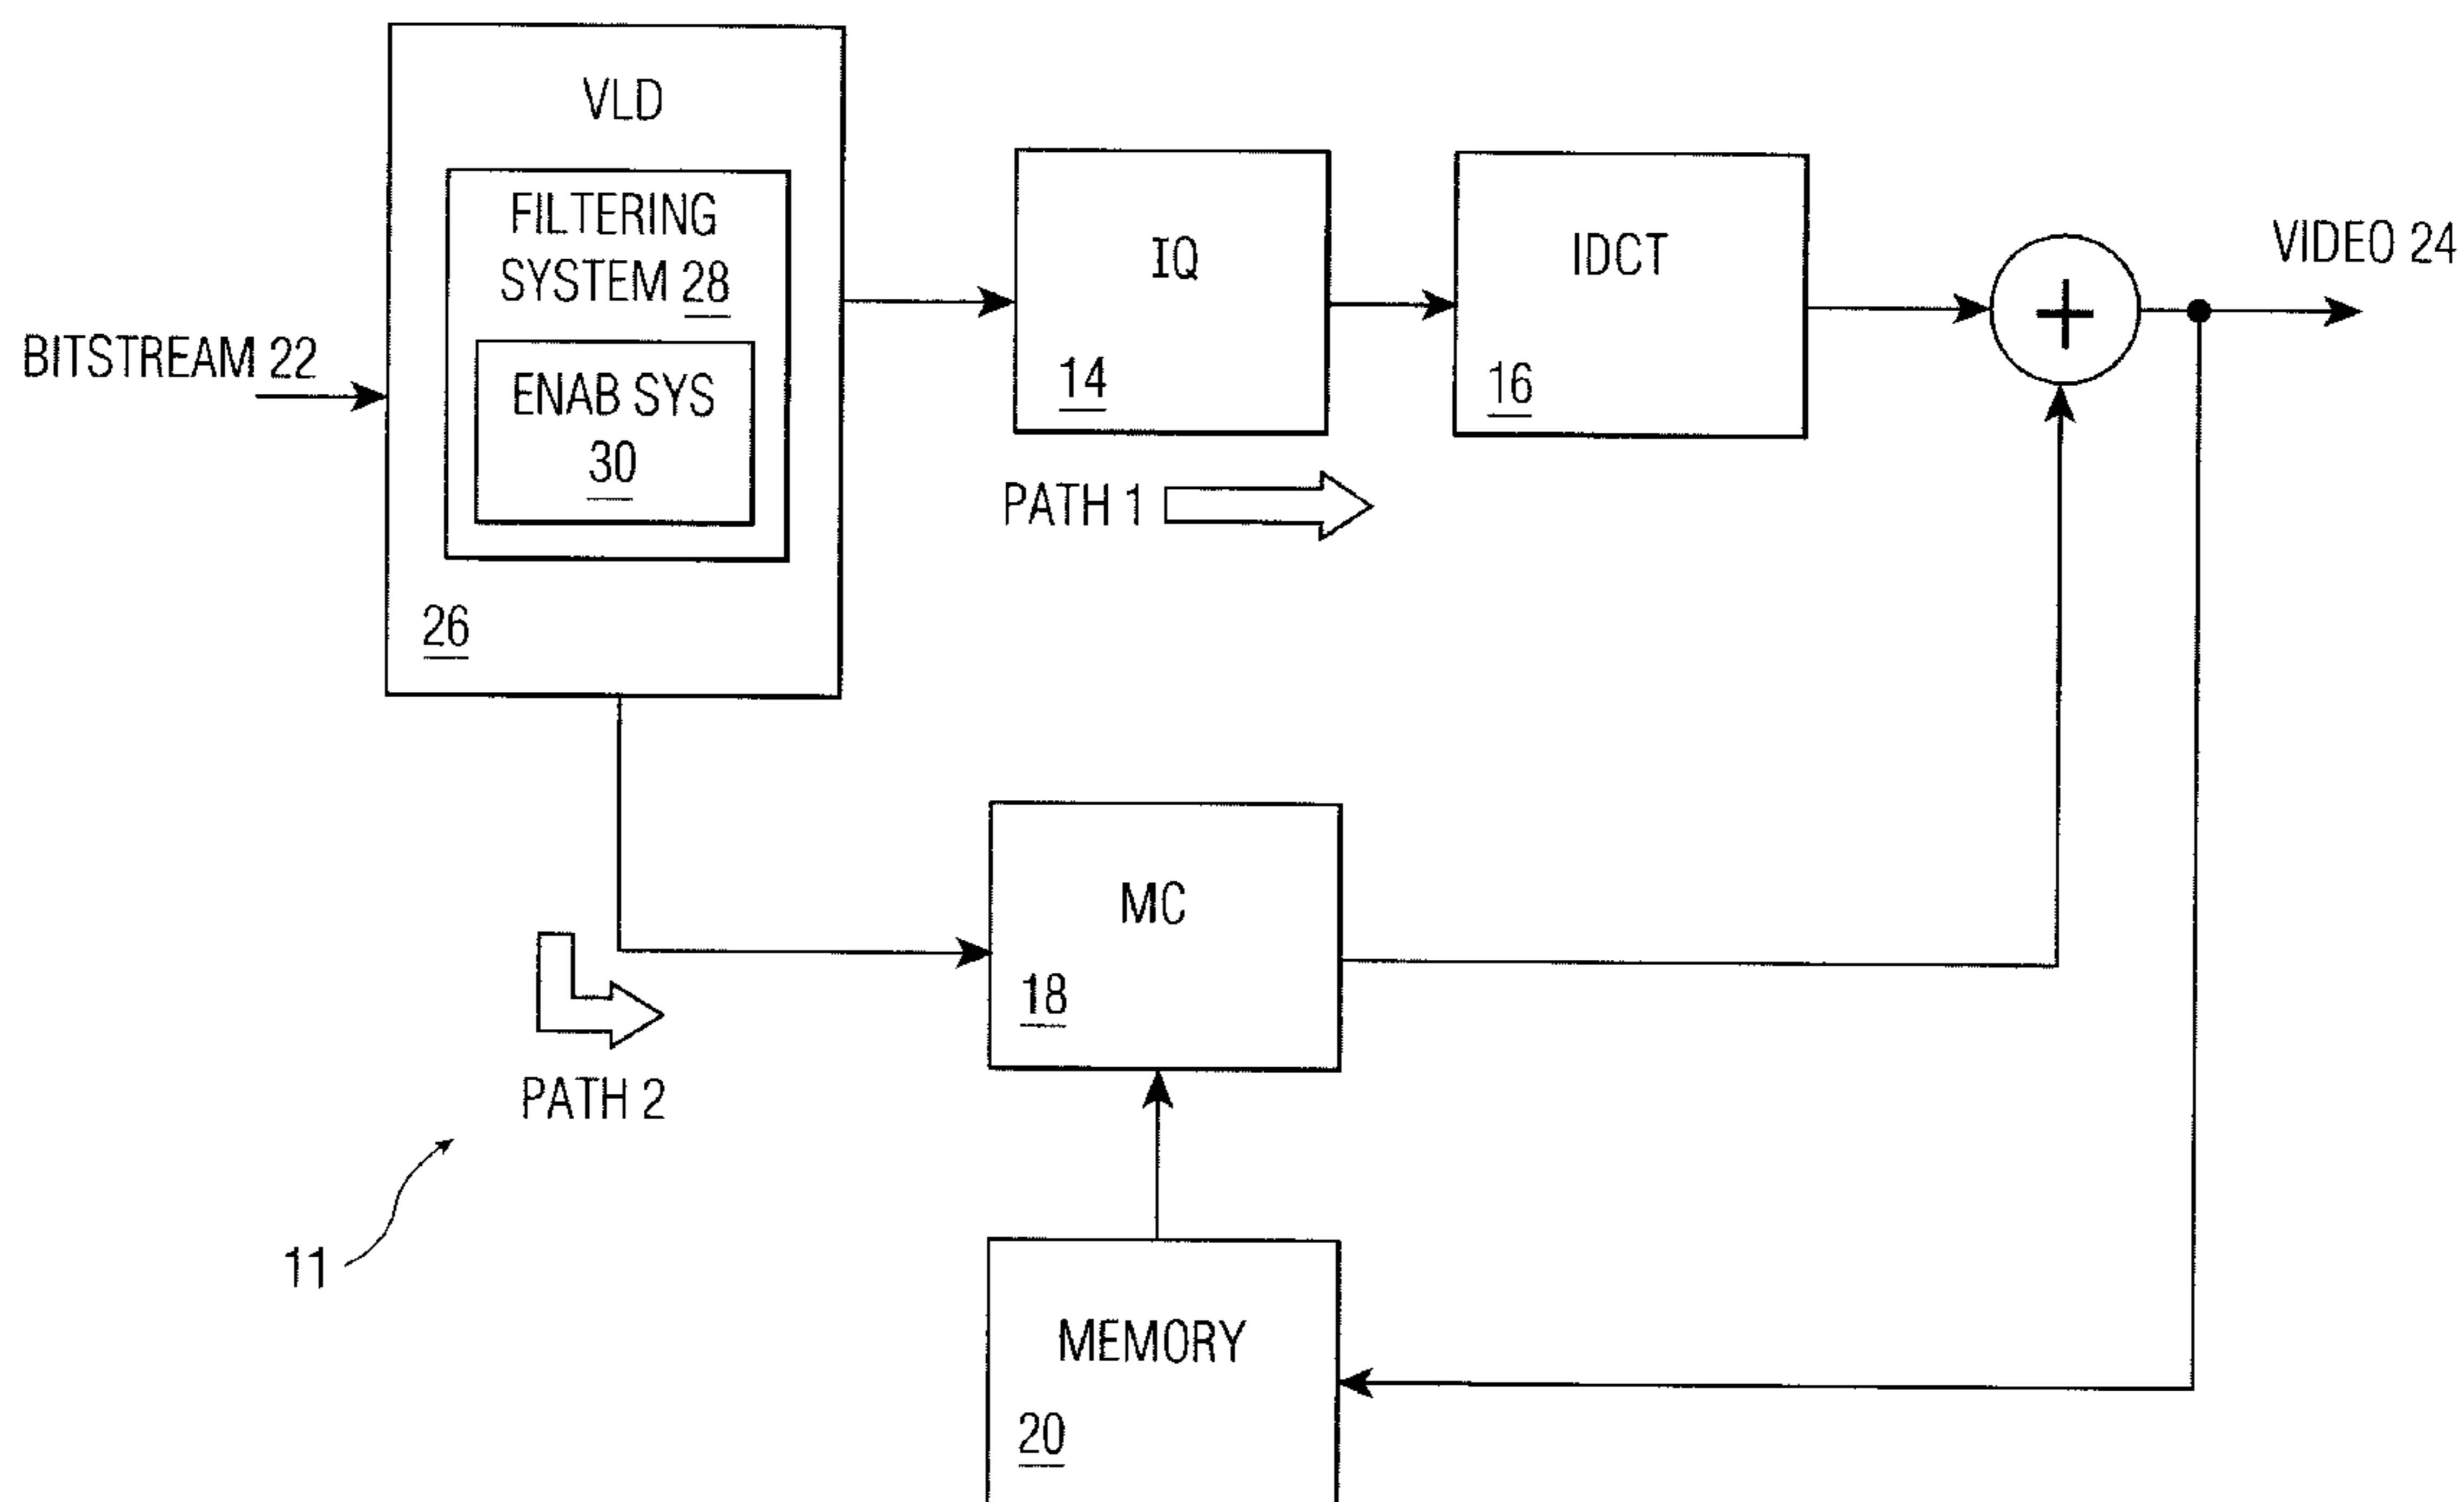 VLD
FILTERING
SYSTEM 28
ENAB SYS
30
26
BITSTREAM 22
IQ
14
IDCT
16
+
VIDEO 24
PATH 1
MC
18
PATH 2
11
MEMORY
20